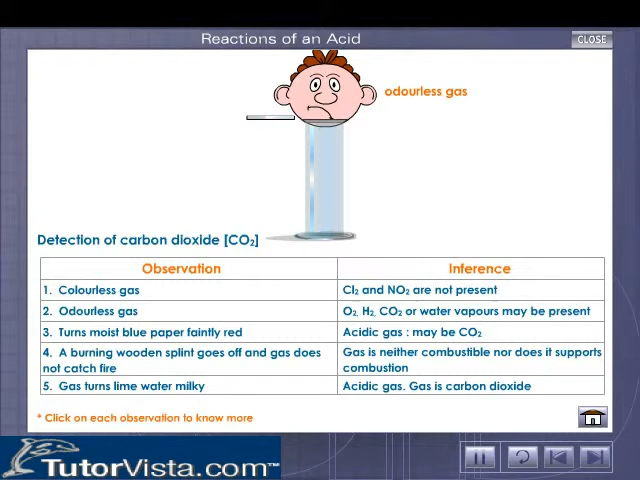 Reactions of an Acid
CLOSE
odourless gas
Detection of carbon dioxide [CO₂]
Observation
Inference
1. Colourless gas
Cl₂ and NO₂ are not present
2. Odourless gas
O₂, H₂, CO₂ or water vapours may be present
3. Turns moist blue paper faintly red
Acidic gas : may be CO₂
4. A burning wooden splint goes off and gas does
not catch fire
Gas is neither combustible nor does it supports
combustion
5. Gas turns lime water milky
Acidic gas. Gas is carbon dioxide
* Click on each observation to know more
TutorVista.com™